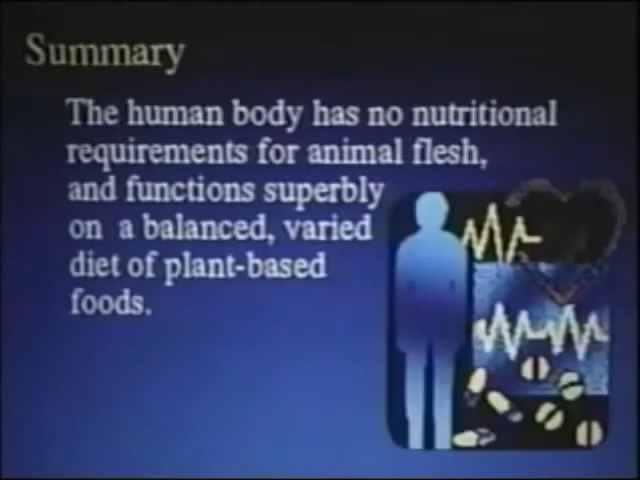 Summary
The human body has no nutritional
requirements for animal flesh,
and functions superbly
on a balanced, varied
diet of plant-based
foods.